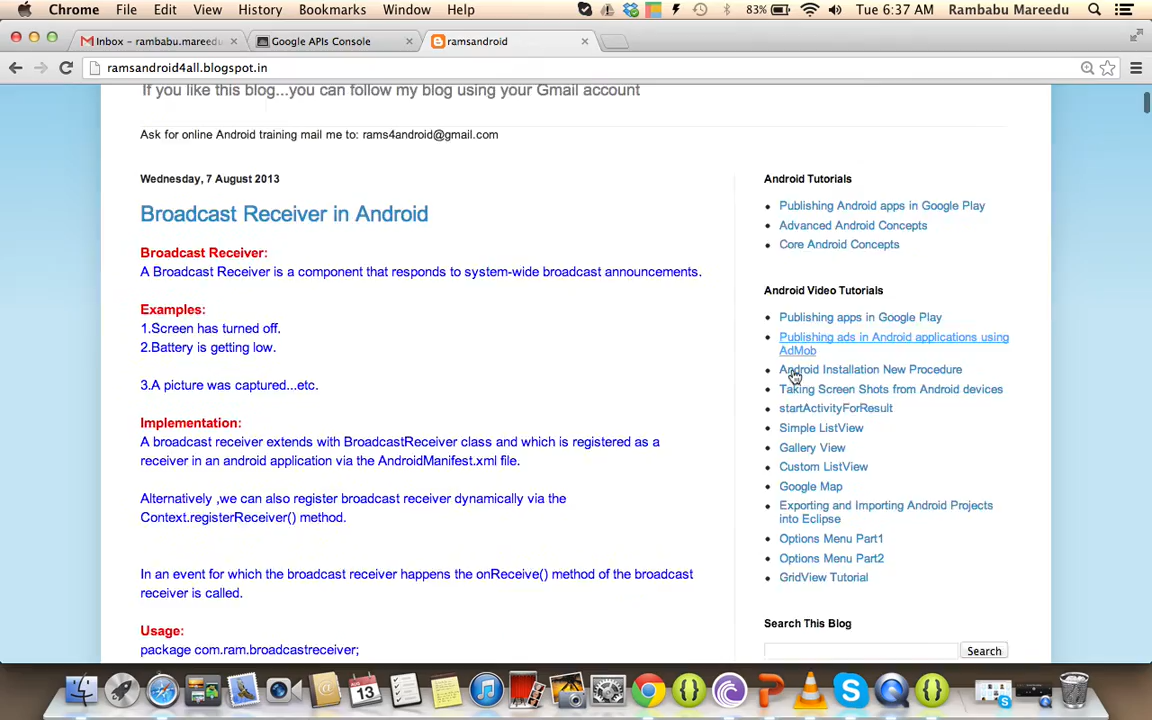 Chrome File Edit View History Bookmarks Window Help 83% Tue 6:37 AM Rambabu Mareedu
Inbox - rambabu.mareedu Google APIs Console ramsandroid
ramsandroid4all.blogspot.in
If you like this blog...you can follow my blog using your Gmail account
Ask for online Android training mail me to: rams4android@gmail.com
Wednesday, 7 August 2013
Broadcast Receiver in Android
Broadcast Receiver:
A Broadcast Receiver is a component that responds to system-wide broadcast announcements.
Examples:
1.Screen has turned off.
2.Battery is getting low.
3.A picture was captured...etc.
Implementation:
A broadcast receiver extends with BroadcastReceiver class and which is registered as a
receiver in an android application via the AndroidManifest.xml file.
Alternatively ,we can also register broadcast receiver dynamically via the
Context.registerReceiver() method.
In an event for which the broadcast receiver happens the onReceive() method of the broadcast
receiver is called.
Usage:
package com.ram.broadcastreceiver;
Android Tutorials
Publishing Android apps in Google Play
Advanced Android Concepts
Core Android Concepts
Android Video Tutorials
Publishing apps in Google Play
Publishing ads in Android applications using
AdMob
Android Installation New Procedure
Taking Screen Shots from Android devices
startActivityForResult
Simple ListView
Gallery View
Custom ListView
Google Map
Exporting and Importing Android Projects
into Eclipse
Options Menu Part1
Options Menu Part2
GridView Tutorial
Search This Blog
Search
AUG
13